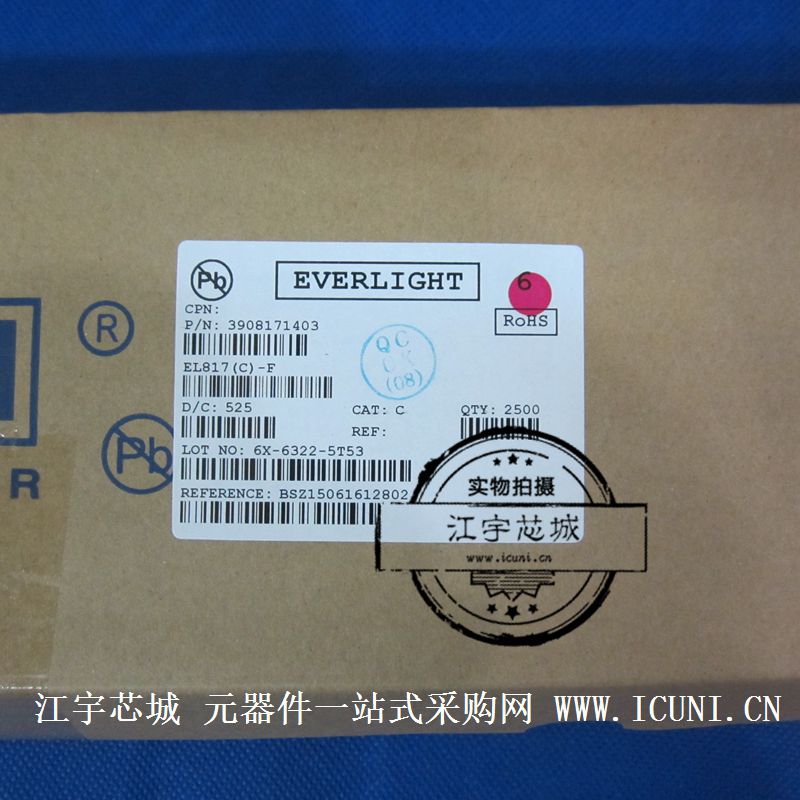 Pb
EVERLIGHT
6
RoHS
CPN:
P/N: 3908171403
EL817(C)-F
QC
(08)
D/C: 525
CAT: C
QTY: 2500
REF:
LOT NO: 6X-6322-5T53
REFERENCE: BSZ15061612802
®
Pb
R
实物拍摄
江宇芯城
www.icuni.cn
江宇芯城 元器件一站式采购网 WWW.ICUNI.CN